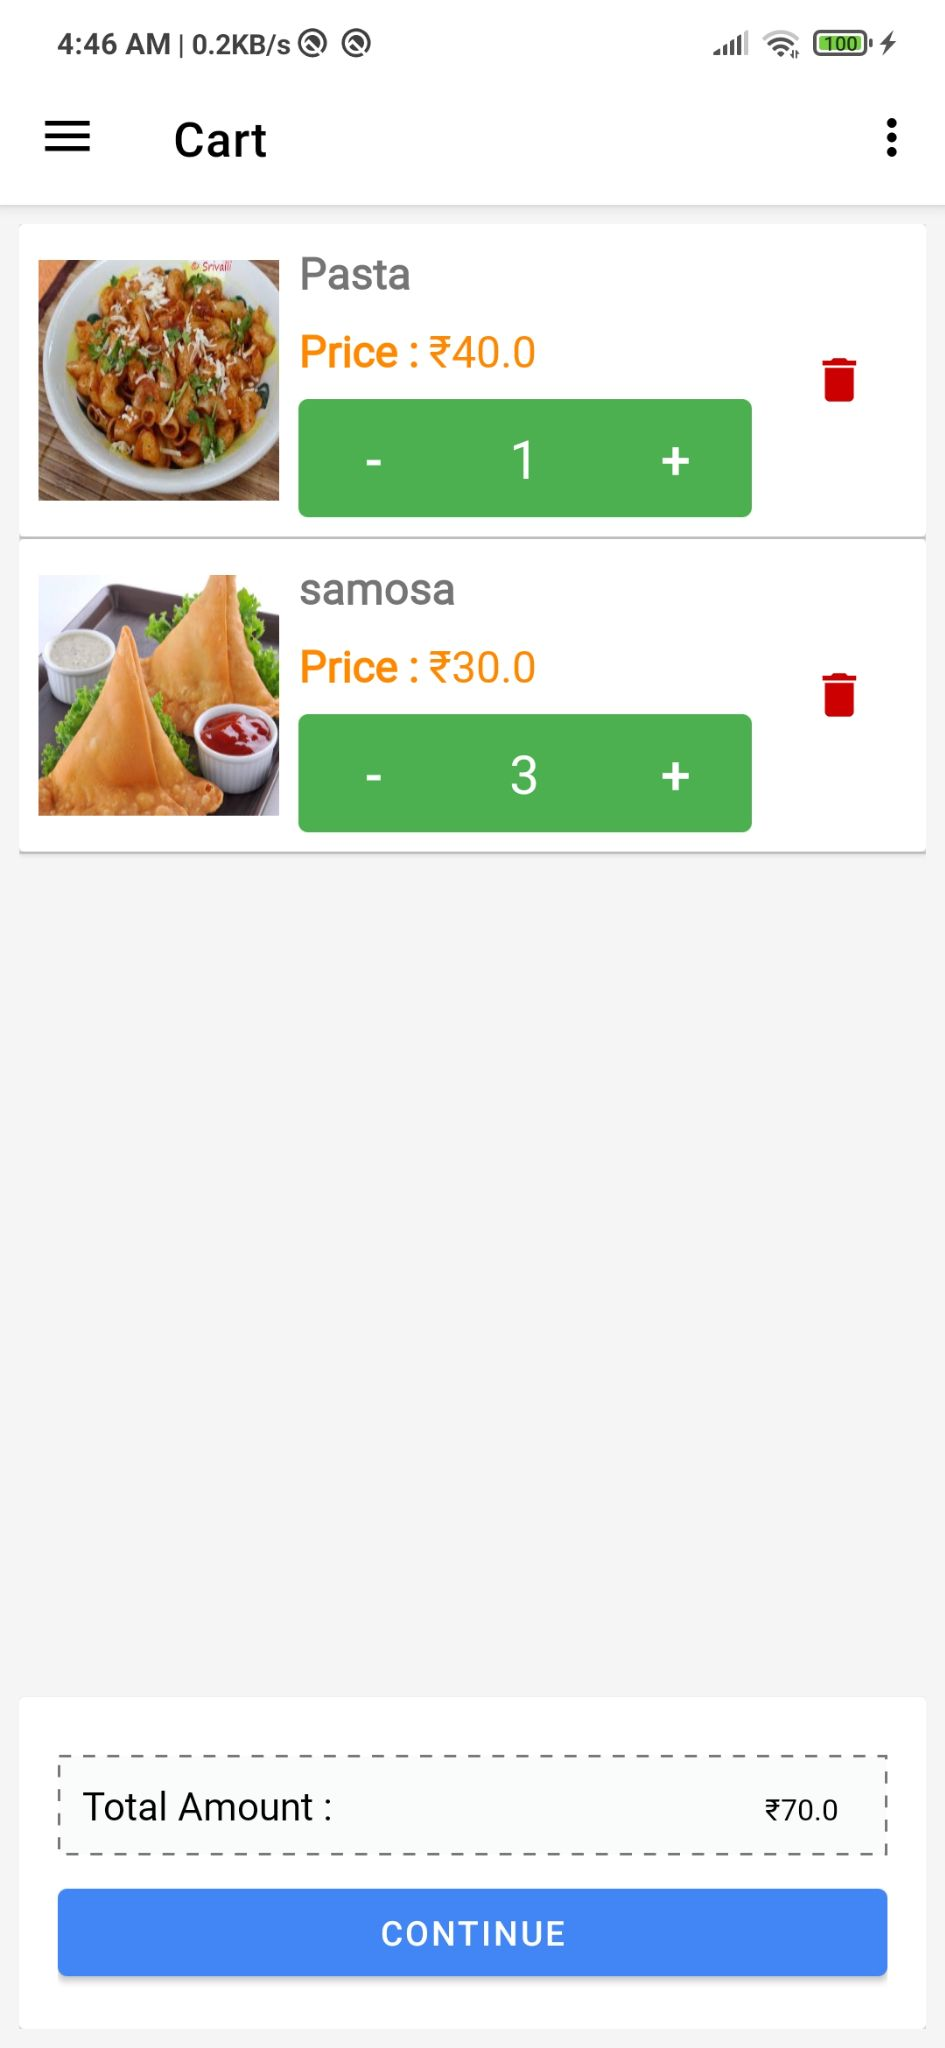 4:46 AM | 0.2KB/s
100
Cart
© Srivalli
Pasta
Price : ₹40.0
- 1 +
samosa
Price : ₹30.0
- 3 +
Total Amount : ₹70.0
CONTINUE